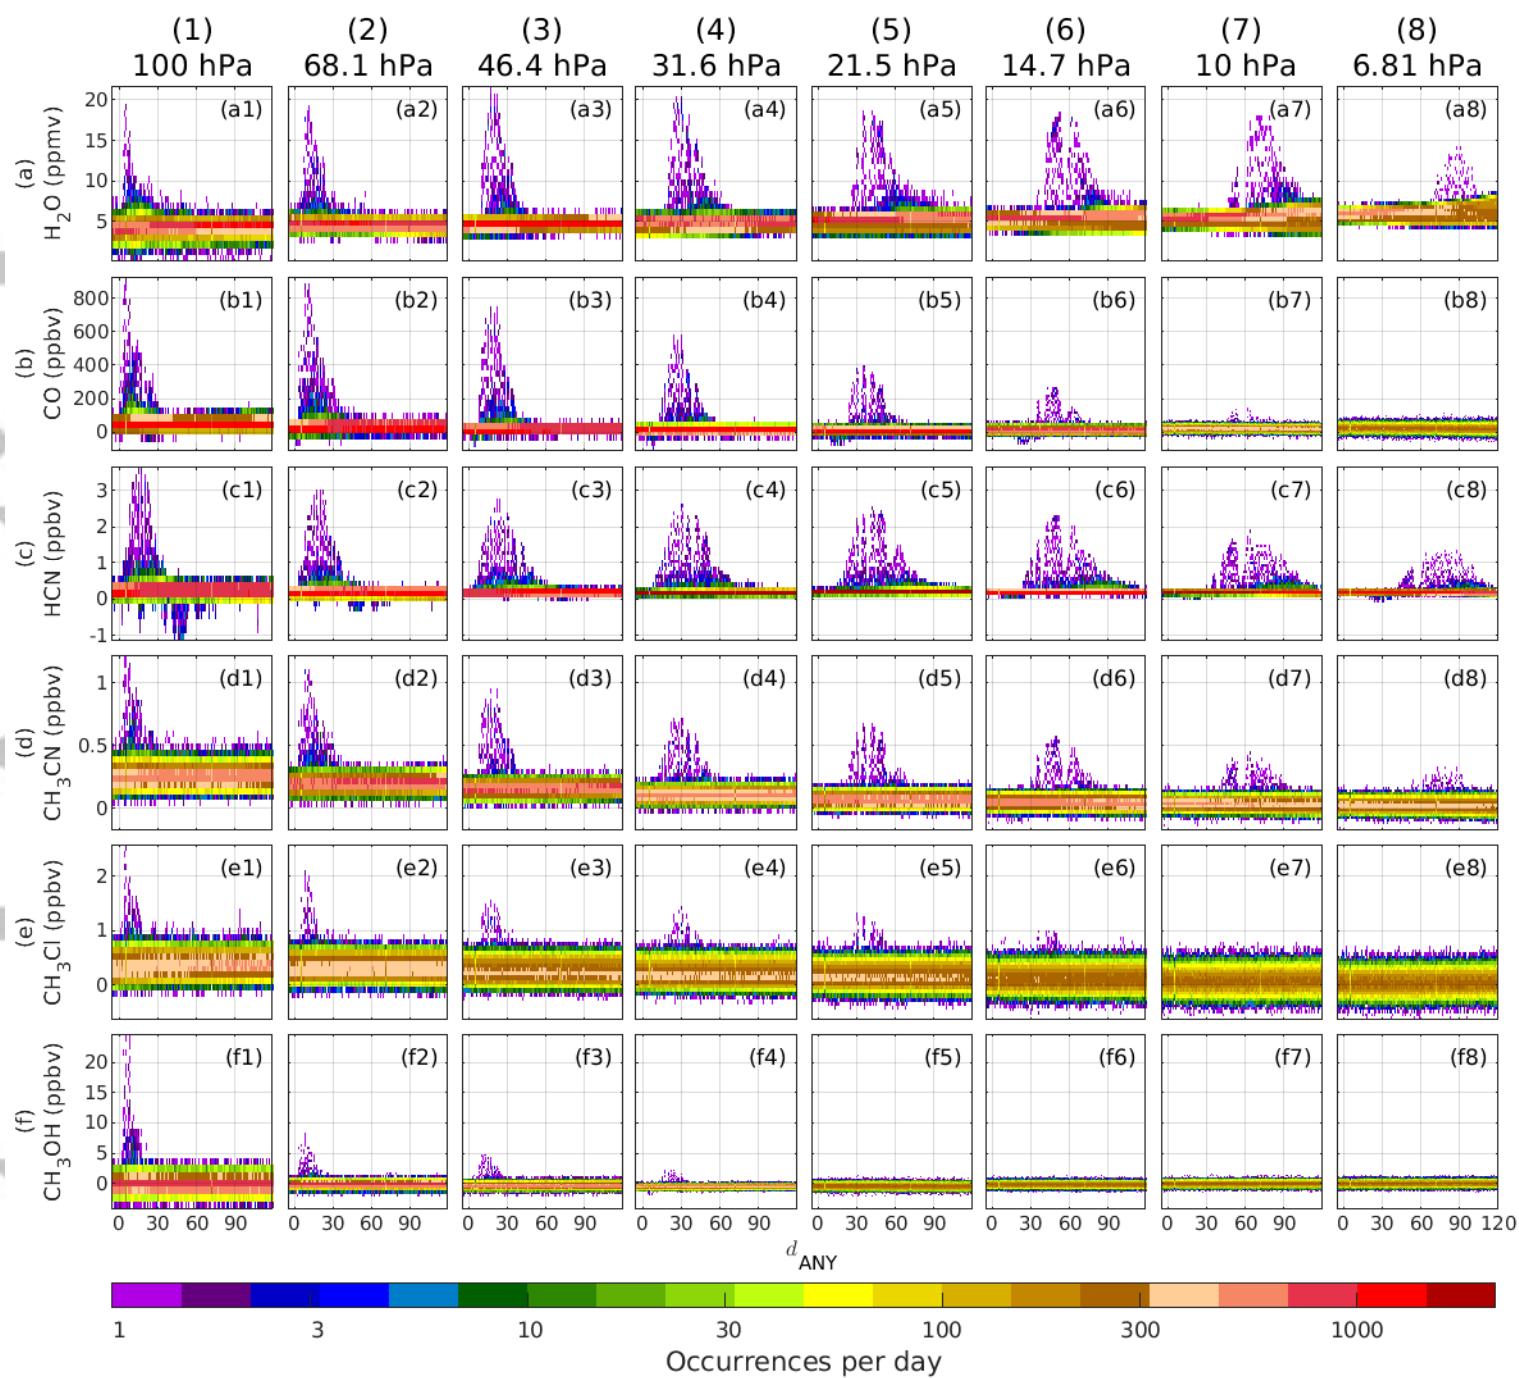 (1) (2) (3) (4) (5) (6) (7) (8)
100 hPa 68.1 hPa 46.4 hPa 31.6 hPa 21.5 hPa 14.7 hPa 10 hPa 6.81 hPa
(a)
H2O (ppmv)
20
15
10
5
(a1) (a2) (a3) (a4) (a5) (a6) (a7) (a8)
(b)
CO (ppbv)
800
600
400
200
0
(b1) (b2) (b3) (b4) (b5) (b6) (b7) (b8)
(c)
HCN (ppbv)
3
2
1
0
-1
(c1) (c2) (c3) (c4) (c5) (c6) (c7) (c8)
(d)
CH3CN (ppbv)
1
0.5
0
(d1) (d2) (d3) (d4) (d5) (d6) (d7) (d8)
(e)
CH3Cl (ppbv)
2
1
0
(e1) (e2) (e3) (e4) (e5) (e6) (e7) (e8)
(f)
CH3OH (ppbv)
20
15
10
5
0
(f1) (f2) (f3) (f4) (f5) (f6) (f7) (f8)
0 30 60 90 0 30 60 90 0 30 60 90 0 30 60 90 0 30 60 90 0 30 60 90 0 30 60 90 0 30 60 90 120
dANY
1 3 10 30 100 300 1000
Occurrences per day